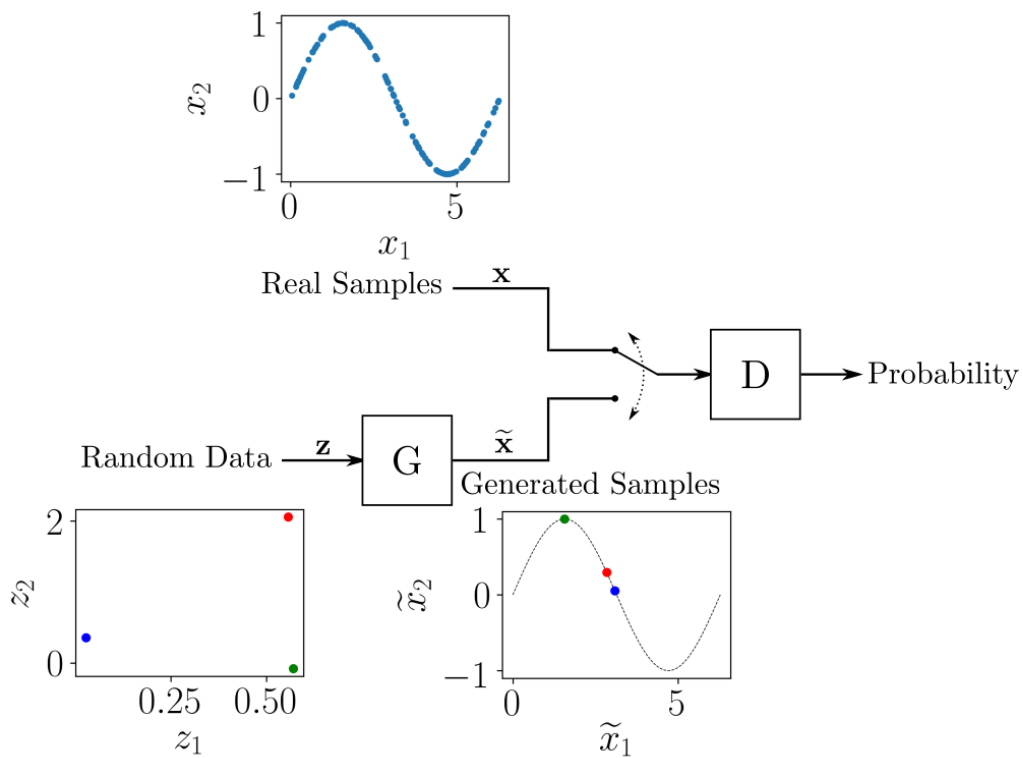 1
0
−1
x₂
0 5
x₁
Real Samples x
D Probability
Random Data z G x̃
Generated Samples
2
0
z₂
0.25 0.50
z₁
1
0
−1
x̃₂
0 5
x̃₁